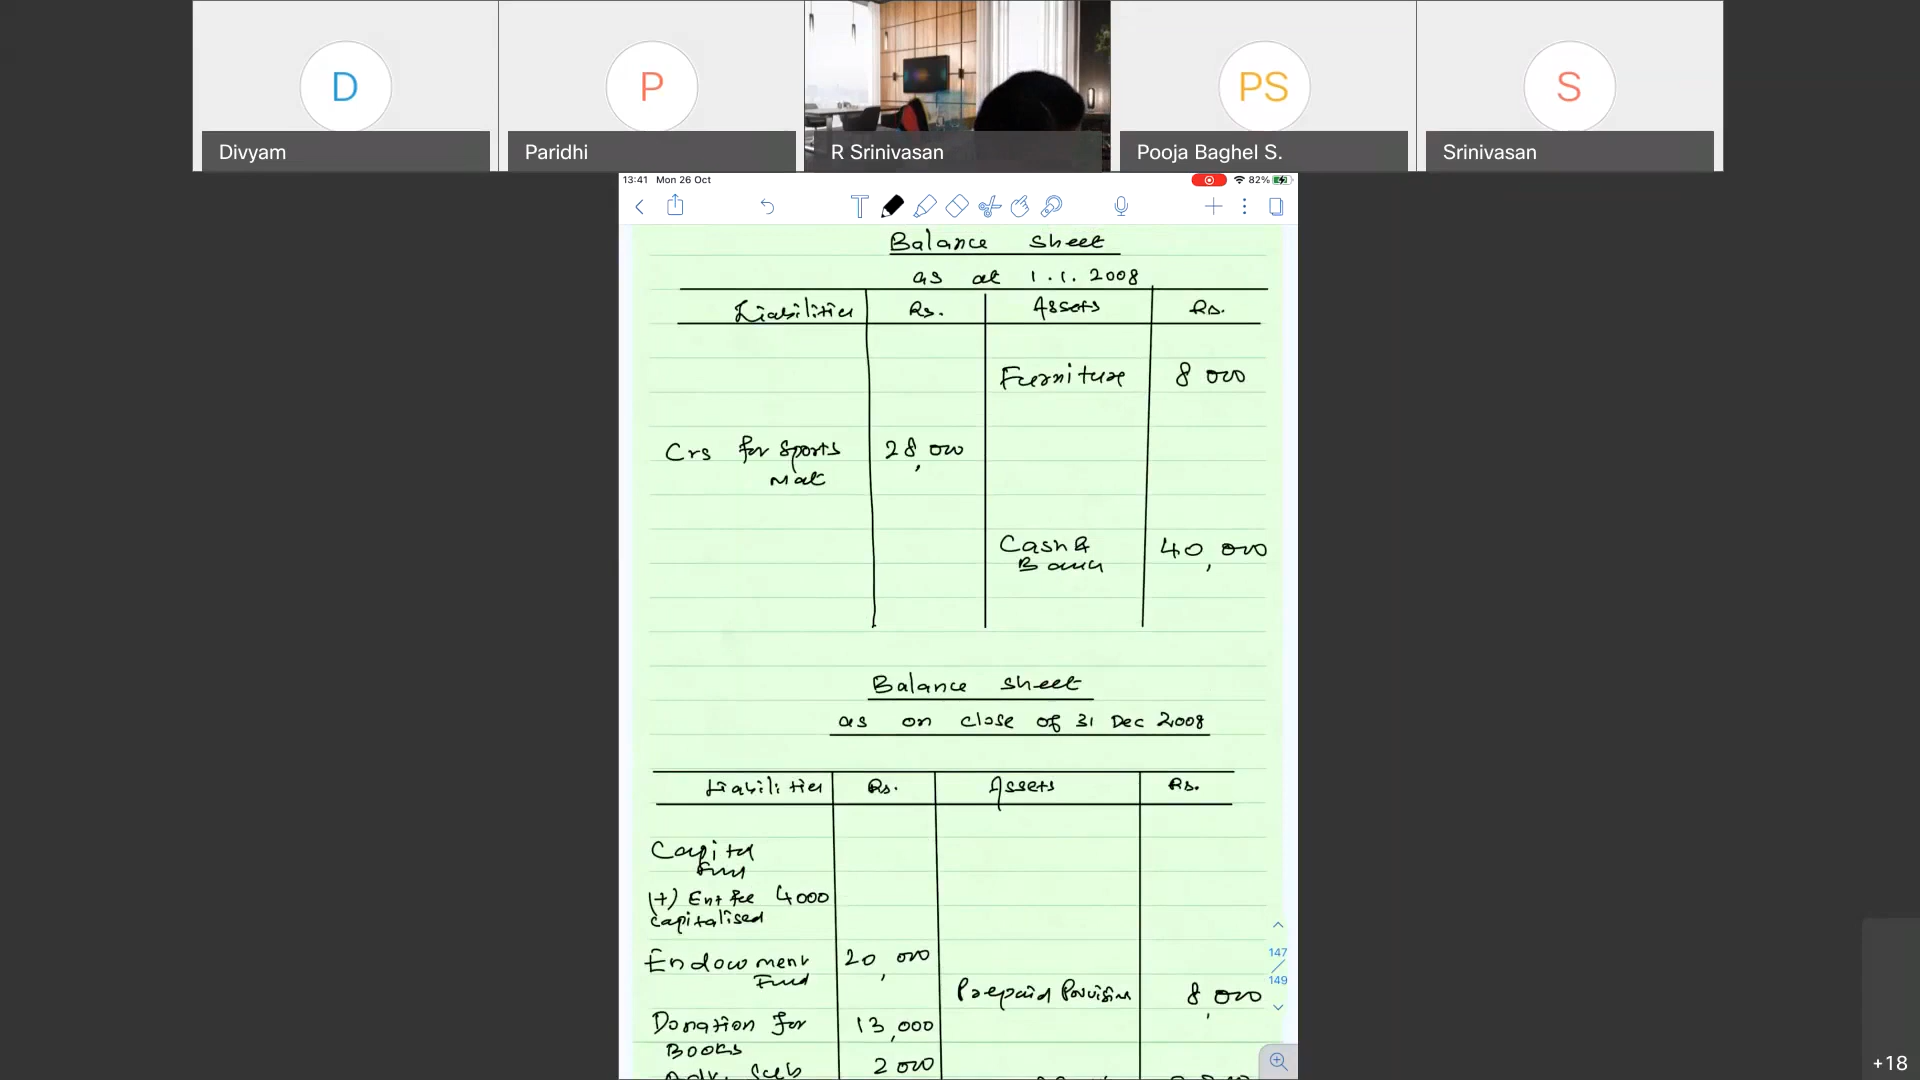 D
P
PS
S
Divyam
Paridhi
R Srinivasan
Pooja Baghel S.
Srinivasan
13:41 Mon 26 Oct
82%
T
Balance sheet
as at 1.1.2008
Liabilities Rs. Assets Rs.
Furniture 8 000
Crs for Sports 28,000
Mat
Cash & 40,000
Bank
Balance sheet
as on close of 31 Dec 2008
Liabilities Rs. Assets Rs.
Capital
Fund
(+) Ent fee 4000
Capitalised
Endowment 20,000
Fund
Prepaid Provision 8,000
Donation for 13,000
Books
2000
147
149
+18